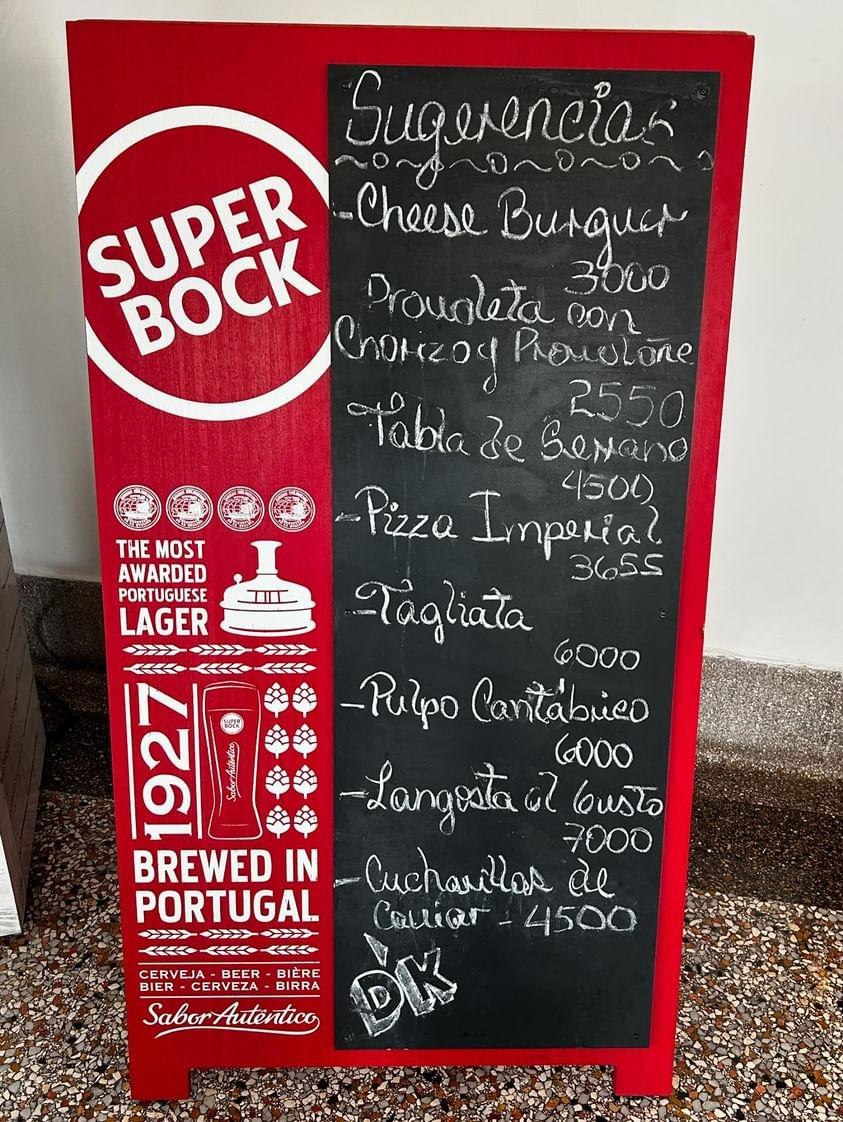 SUPER
BOCK
THE MOST
AWARDED
PORTUGUESE
LAGER
1927
SUPER
BOCK
Sabor Autêntico
BREWED IN
PORTUGAL
CERVEJA - BEER - BIÈRE
BIER - CERVEZA - BIRRA
Sabor Autêntico
Sugerencias
-Cheese Burguer
3000
Provoleta con
Chorizo y Provolone
2550
Tabla de Serrano
4500
-Pizza Imperial
3655
-Tagliata
6000
-Pulpo Cantábrico
6000
-Langosta al Gusto
7000
-Cucharillas de
Caviar - 4500
DK